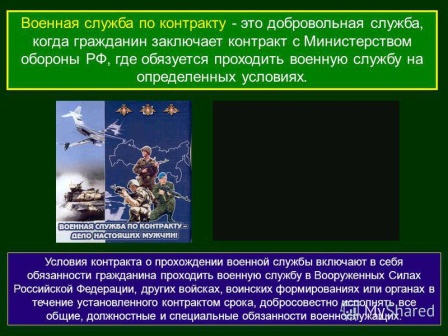 Военная служба по контракту - это добровольная служба,
когда гражданин заключает контракт с Министерством
обороны РФ, где обязуется проходить военную службу на
определенных условиях.
ВОЕННАЯ СЛУЖБА ПО КОНТРАКТУ –
ДЕЛО НАСТОЯЩИХ МУЖЧИН!
Условия контракта о прохождении военной службы включают в себя
обязанности гражданина проходить военную службу в Вооруженных Силах
Российской Федерации, других войсках, воинских формированиях или органах в
течение установленного контрактом срока, добросовестно исполнять все
общие, должностные и специальные обязанности военнослужащих.
MyShared